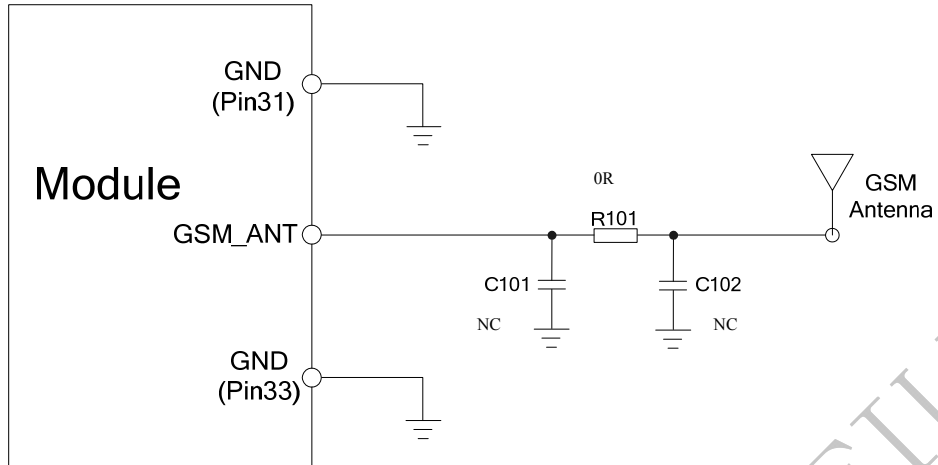 GND
(Pin31)
Module
0R
GSM
Antenna
R101
GSM_ANT
C101
C102
NC
NC
GND
(Pin33)